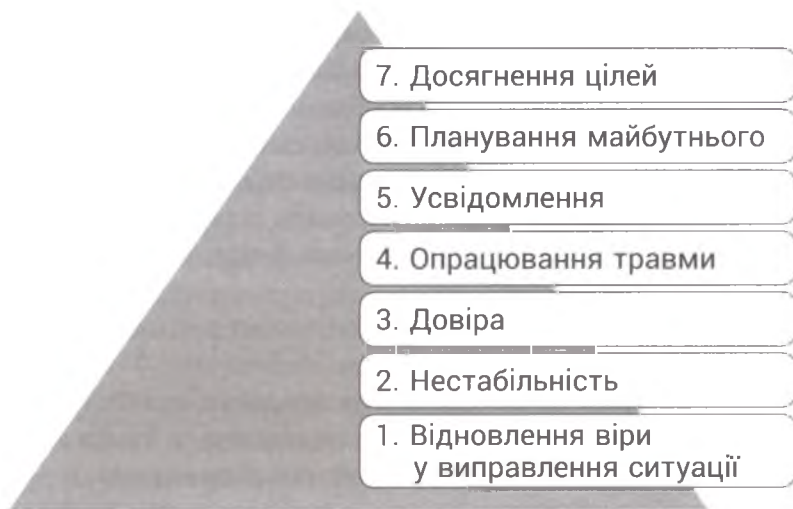 7. Досягнення цілей
6. Планування майбутнього
5. Усвідомлення
4. Опрацювання травми
3. Довіра
2. Нестабільність
1. Відновлення віри
у виправлення ситуації